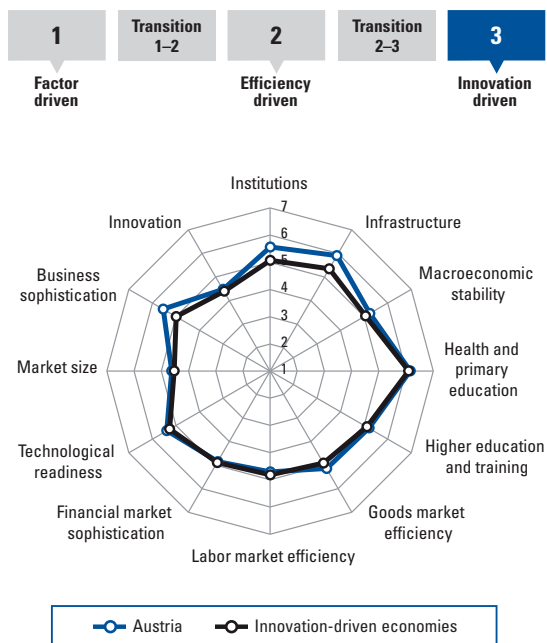 1
Transition
1–2
2
Transition
2–3
3
Factor
driven
Efficiency
driven
Innovation
driven
Institutions
7
Innovation
Infrastructure
6
5
Business
sophistication
Macroeconomic
stability
4
3
2
Market size
1
Health and
primary
education
Technological
readiness
Higher education
and training
Financial market
sophistication
Goods market
efficiency
Labor market efficiency
Austria
Innovation-driven economies